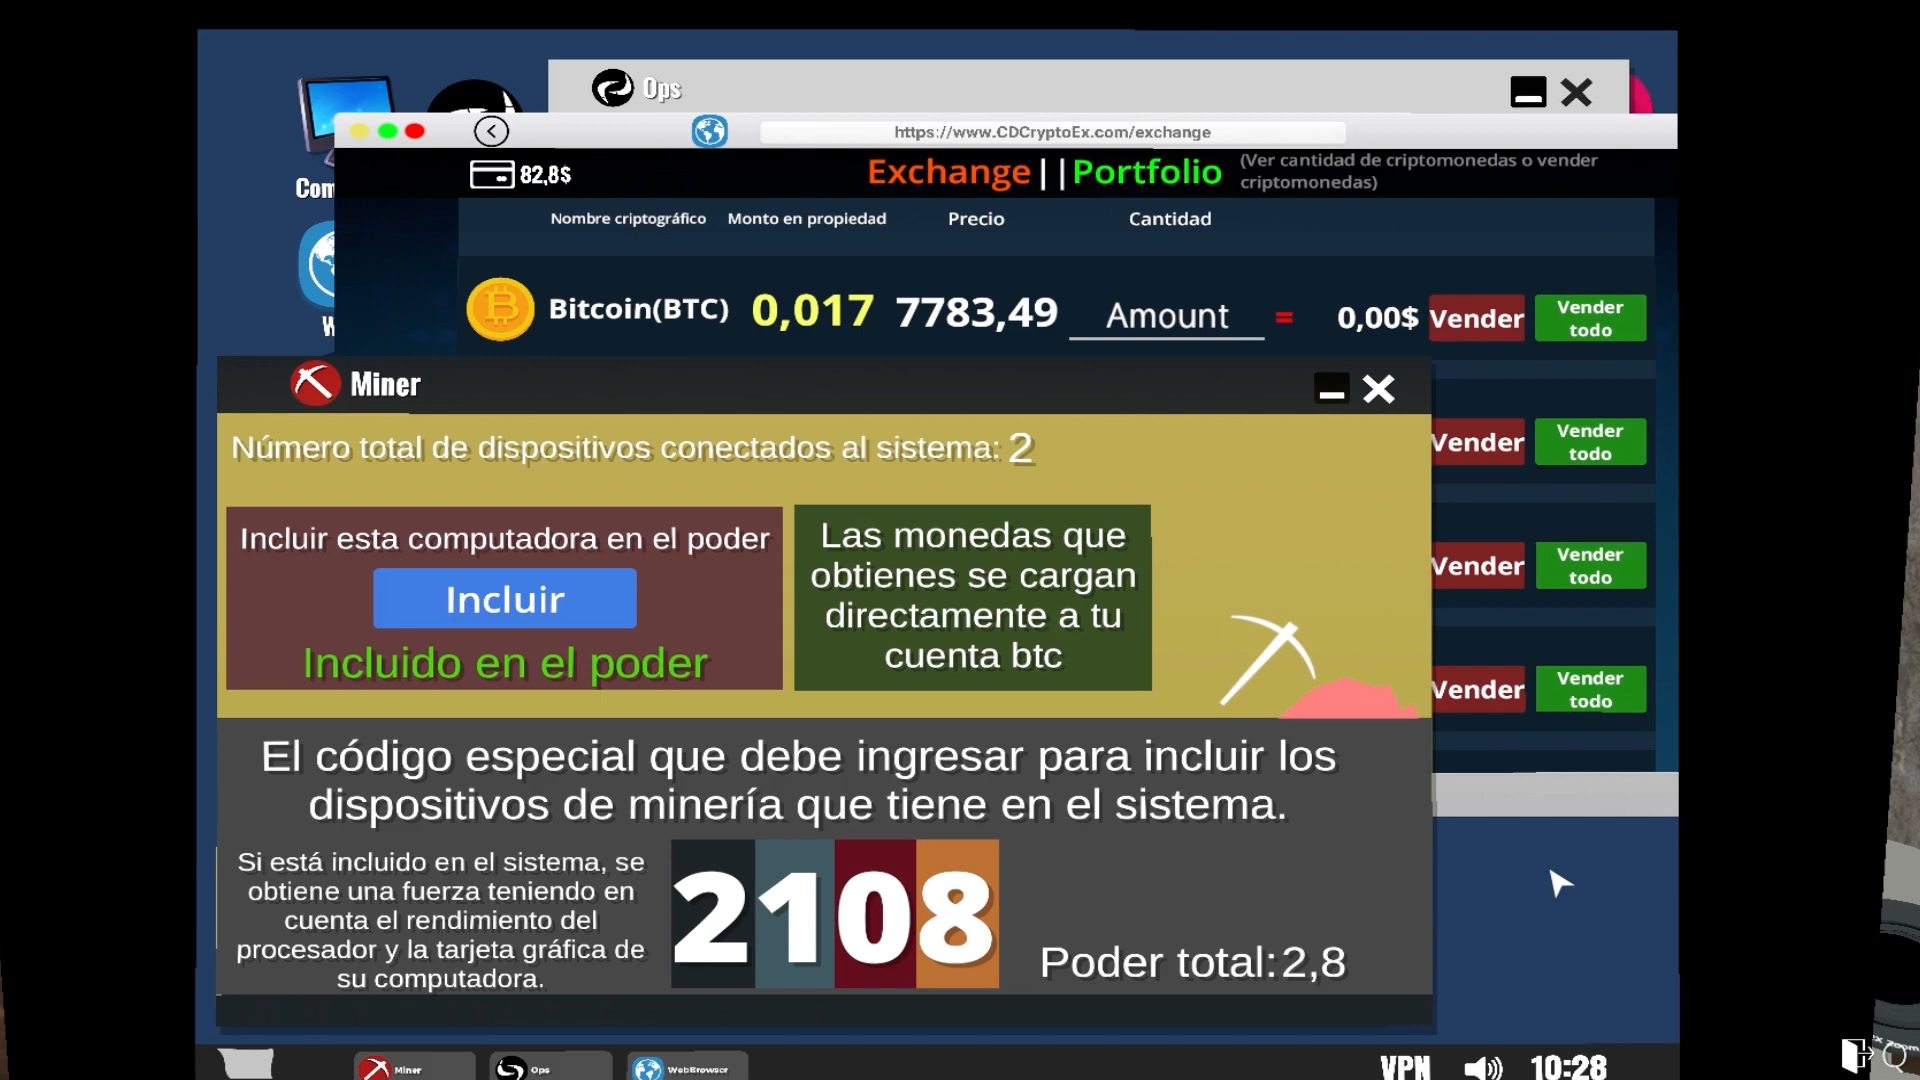 Ops
https://www.CDCryptoEx.com/exchange
82,8$
Exchange||Portfolio
(Ver cantidad de criptomonedas o vender
criptomonedas)
Com
Nombre criptográfico Monto en propiedad Precio Cantidad
Bitcoin(BTC) 0,017 7783,49 Amount = 0,00$ Vender
Vender
todo
W
Miner
Número total de dispositivos conectados al sistema: 2
Vender
Vender
todo
Incluir esta computadora en el poder
Incluir
Incluido en el poder
Las monedas que
obtienes se cargan
directamente a tu
cuenta btc
Vender
Vender
todo
Vender
Vender
todo
El código especial que debe ingresar para incluir los
dispositivos de minería que tiene en el sistema.
Si está incluido en el sistema, se
obtiene una fuerza teniendo en
cuenta el rendimiento del
procesador y la tarjeta gráfica de
su computadora.
2108
Poder total:2,8
Miner
Ops
WebBrowser
VPN
10:28
Zoom
Q